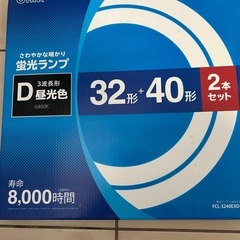 さわやかな明かり
蛍光ランプ
3波長形
D 昼光色
6400K
32形+40形
2本
セット
寿命
8,000時間